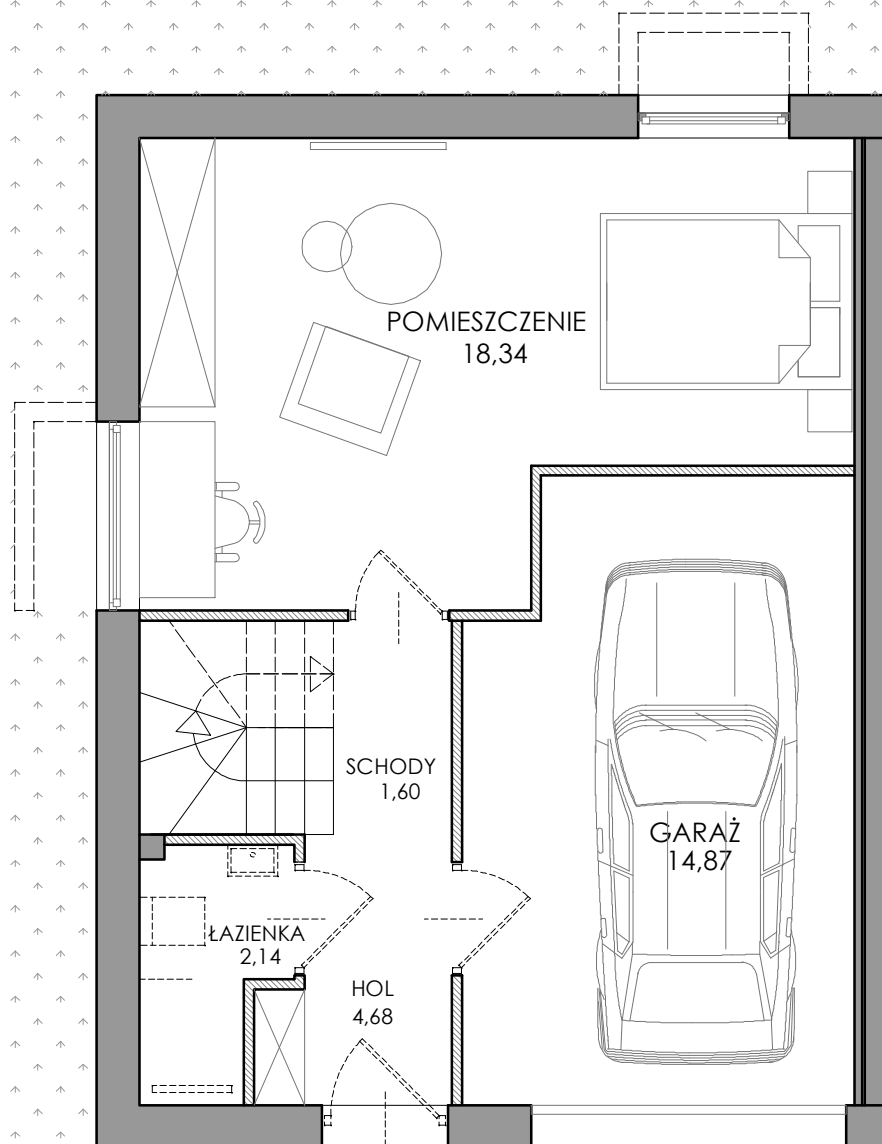 POMIESZCZENIE
18,34
SCHODY
1,60
GARAŻ
14,87
ŁAZIENKA
2,14
HOL
4,68